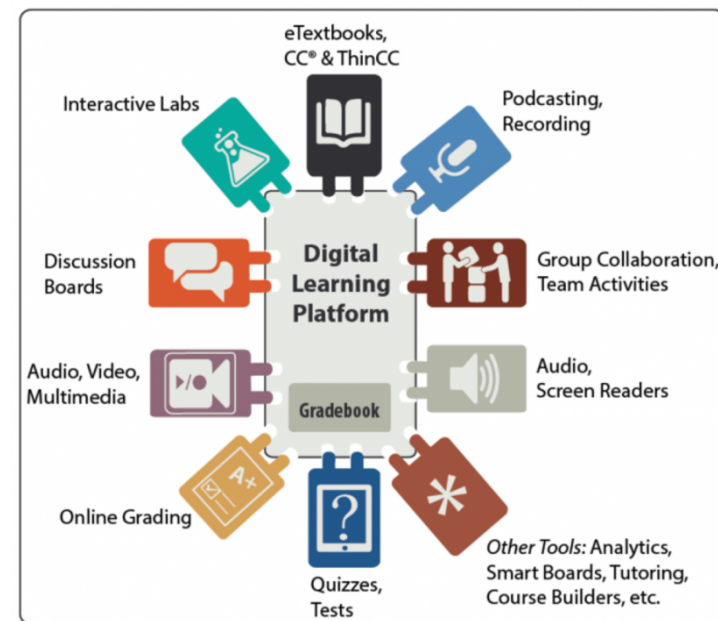 eTextbooks,
CC® & ThinCC
Interactive Labs
Podcasting,
Recording
Digital
Learning
Platform
Discussion
Boards
Group Collaboration,
Team Activities
Audio, Video,
Multimedia
Audio,
Screen Readers
Gradebook
A+
Online Grading
?
*
Quizzes,
Tests
Other Tools: Analytics,
Smart Boards, Tutoring,
Course Builders, etc.